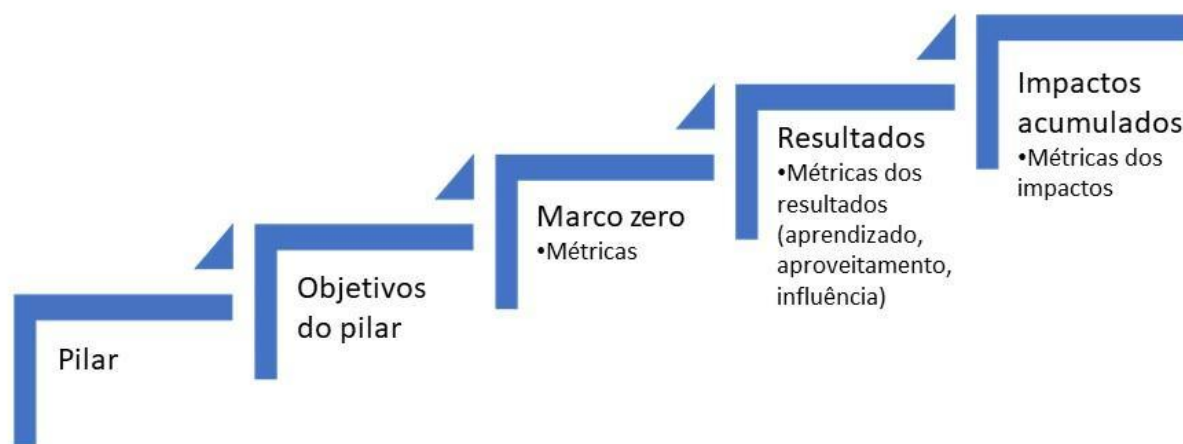 Pilar
Objetivos
do pilar
Marco zero
•Métricas
Resultados
•Métricas dos
resultados
(aprendizado,
aproveitamento,
influência)
Impactos
acumulados
•Métricas dos
impactos